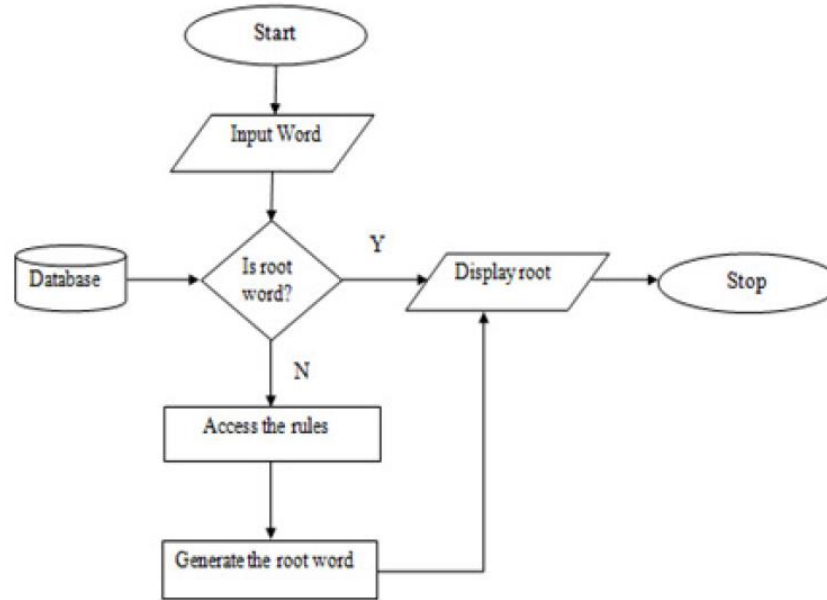 Start
Input Word
Database
Is root
word?
Y
Display root
Stop
N
Access the rules
Generate the root word